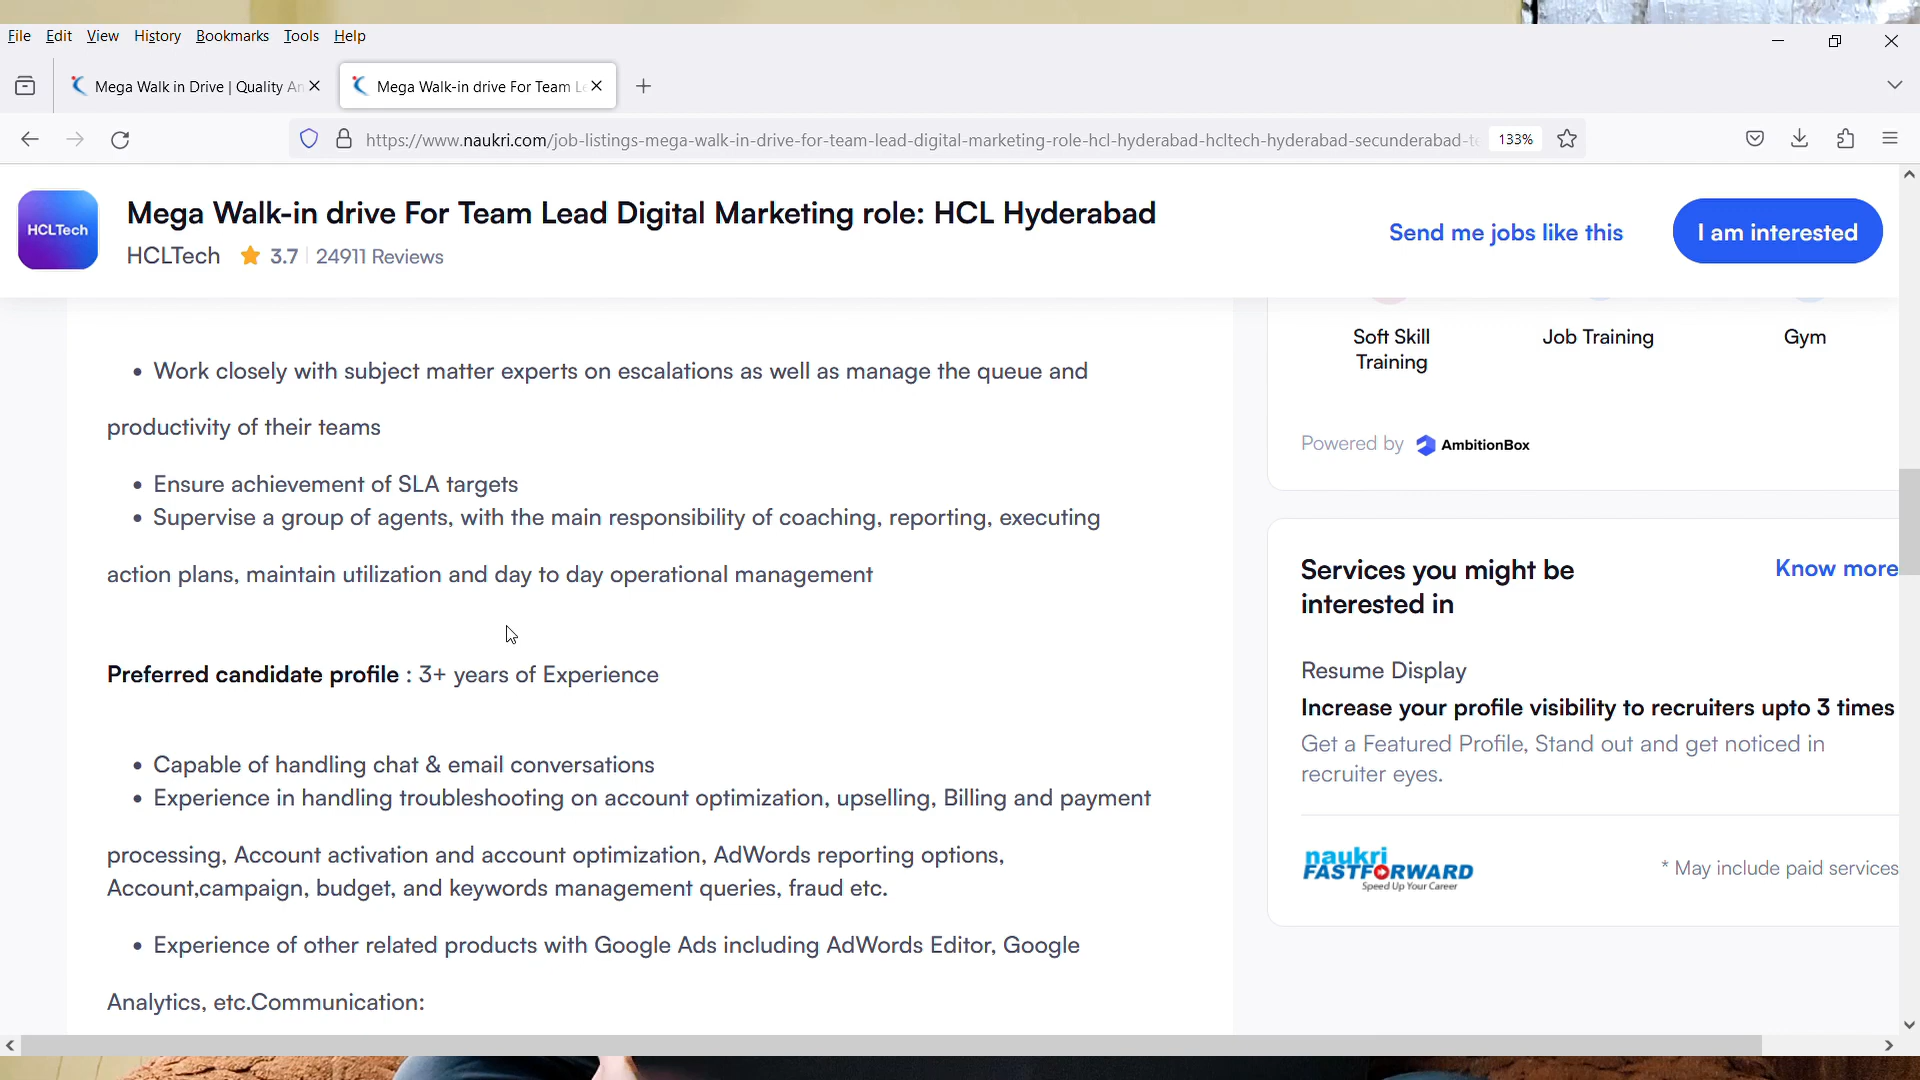 File Edit View History Bookmarks Tools Help
Mega Walk in Drive | Quality An
Mega Walk-in drive For Team Le
https://www.naukri.com/job-listings-mega-walk-in-drive-for-team-lead-digital-marketing-role-hcl-hyderabad-hcltech-hyderabad-secunderabad-te 133%
HCLTech
Mega Walk-in drive For Team Lead Digital Marketing role: HCL Hyderabad
HCLTech 3.7 24911 Reviews
Send me jobs like this
I am interested
• Work closely with subject matter experts on escalations as well as manage the queue and
productivity of their teams
• Ensure achievement of SLA targets
• Supervise a group of agents, with the main responsibility of coaching, reporting, executing
action plans, maintain utilization and day to day operational management
Preferred candidate profile : 3+ years of Experience
• Capable of handling chat & email conversations
• Experience in handling troubleshooting on account optimization, upselling, Billing and payment
processing, Account activation and account optimization, AdWords reporting options,
Account,campaign, budget, and keywords management queries, fraud etc.
• Experience of other related products with Google Ads including AdWords Editor, Google
Analytics, etc.Communication:
Soft Skill
Training
Job Training
Gym
Powered by AmbitionBox
Services you might be
interested in
Know more
Resume Display
Increase your profile visibility to recruiters upto 3 times
Get a Featured Profile, Stand out and get noticed in
recruiter eyes.
naukri
FASTFORWARD
Speed Up Your Career
* May include paid services